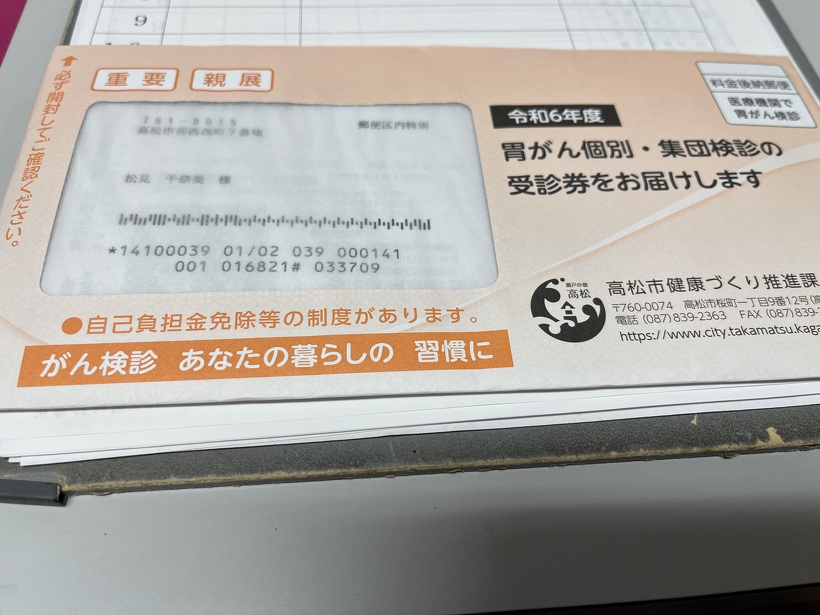 9
必ず開封してご確認ください。
重要 親展
761-8015
郵便区内特別
高松市香西西町7番地
松見 千奈美 様
*14100039 01/02 039 000141
001 016821# 033709
●自己負担金免除等の制度があります。
がん検診 あなたの暮らしの 習慣に
料金後納郵便
医療機関で
胃がん検診
令和6年度
胃がん個別・集団検診の
受診券をお届けします
瀬戸の都
高松
高松市健康づくり推進課
〒760-0074 高松市桜町一丁目9番12号
電話 (087)839-2363 FAX (087)839-
https://www.city.takamatsu.kaga